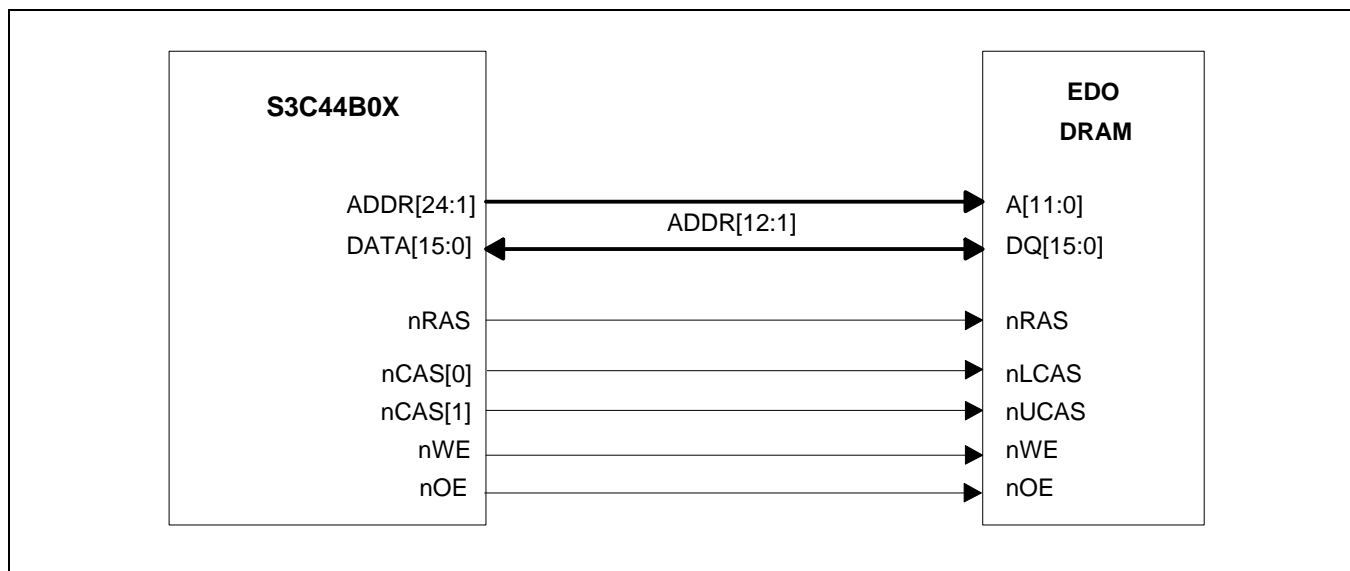 S3C44B0X
EDO
DRAM
ADDR[24:1]
A[11:0]
ADDR[12:1]
DATA[15:0]
DQ[15:0]
nRAS
nRAS
nCAS[0]
nLCAS
nCAS[1]
nUCAS
nWE
nWE
nOE
nOE